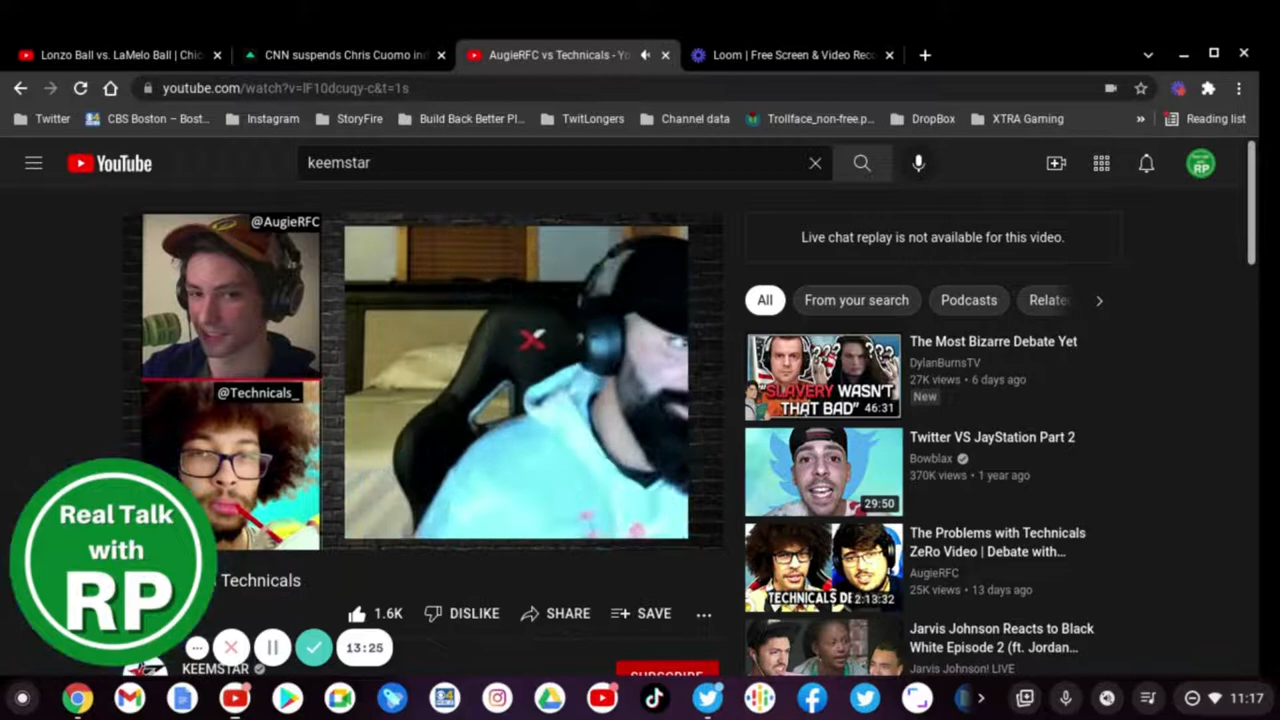 Lonzo Ball vs. LaMelo Ball | Chic
CNN suspends Chris Cuomo ind
AugieRFC vs Technicals - Yo
Loom | Free Screen & Video Rec
youtube.com/watch?v=lF10dcuqy-c&t=1s
Twitter
CBS Boston – Bost...
Instagram
StoryFire
Build Back Better Pl...
TwitLongers
Channel data
Trollface_non-free.p...
DropBox
XTRA Gaming
»
Reading list
YouTube
keemstar
RP
@AugieRFC
@Technicals_
X
Live chat replay is not available for this video.
All
From your search
Podcasts
Relate
The Most Bizarre Debate Yet
DylanBurnsTV
27K views • 6 days ago
New
"SLAVERY WASN'T
THAT BAD"
46:31
Twitter VS JayStation Part 2
Bowblax
370K views • 1 year ago
29:50
The Problems with Technicals
ZeRo Video | Debate with...
AugieRFC
25K views • 13 days ago
TECHNICALS DE
2:13:32
Jarvis Johnson Reacts to Black
White Episode 2 (ft. Jordan...
Jarvis Johnson! LIVE
Real Talk
with
RP
Technicals
1.6K
DISLIKE
SHARE
SAVE
13:25
KEEMSTAR
SUBSCRIBE
11:17